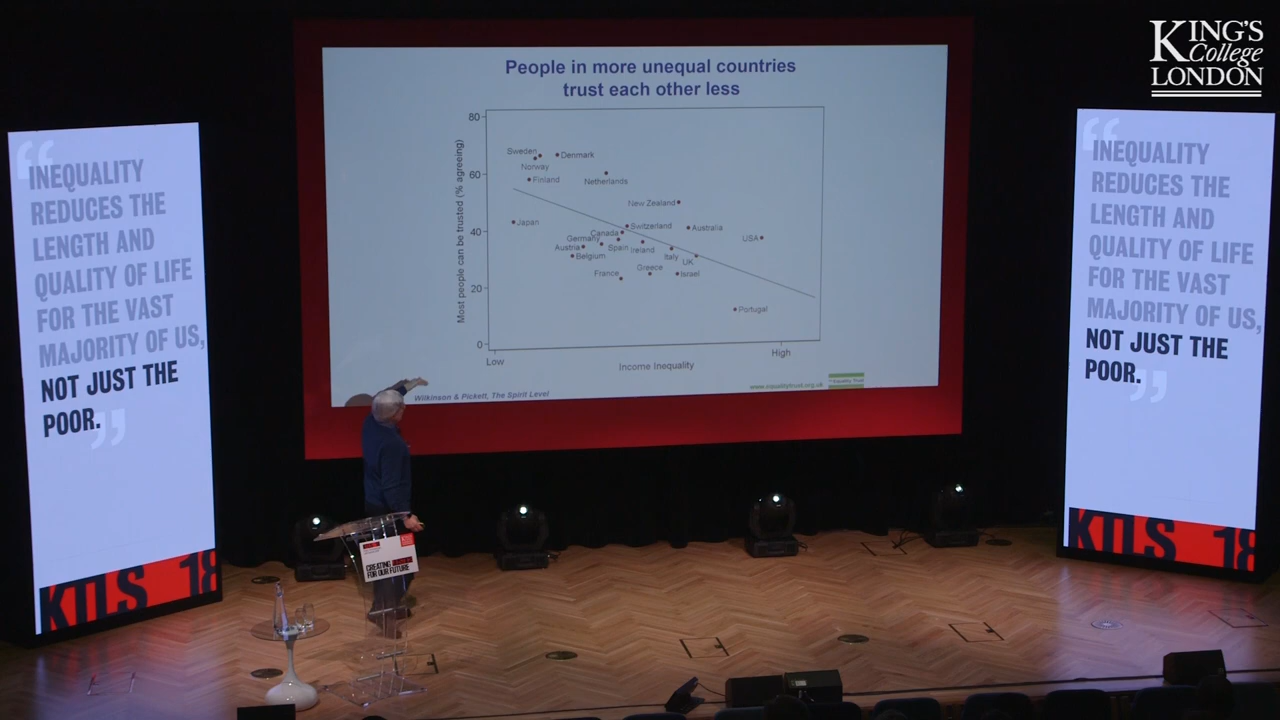 KING'S
College
LONDON
People in more unequal countries
trust each other less
Most people can be trusted (% agreeing)
80
60
40
20
0
Sweden
Norway
Denmark
Finland
Netherlands
New Zealand
Japan
Switzerland
Canada
Australia
USA
Germany
Austria
Spain
Ireland
Belgium
Italy
UK
France
Greece
Israel
Portugal
Low
Income Inequality
High
Wilkinson & Pickett, The Spirit Level
www.equalitytrust.org.uk
The Equality Trust
“INEQUALITY
REDUCES THE
LENGTH AND
QUALITY OF LIFE
FOR THE VAST
MAJORITY OF US,
NOT JUST THE
POOR.”
18
“INEQUALITY
REDUCES THE
LENGTH AND
QUALITY OF LIFE
FOR THE VAST
MAJORITY OF US,
NOT JUST THE
POOR.”
18
FOR OUR FUTURE